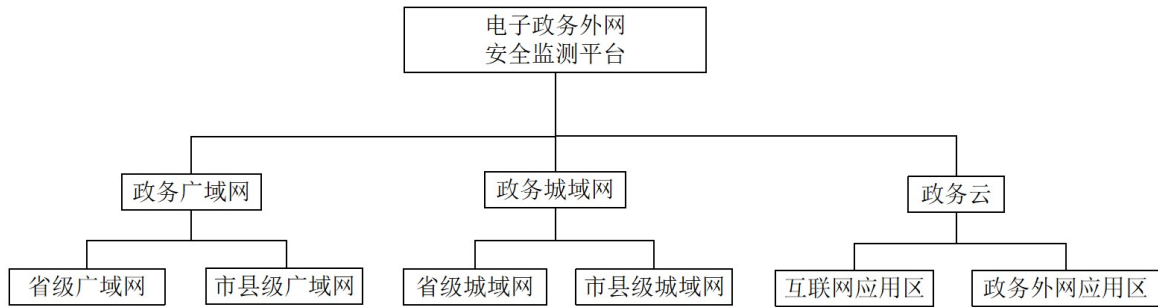 电子政务外网
安全监测平台
政务广域网
政务城域网
政务云
省级广域网
市县级广域网
省级城域网
市县级城域网
互联网应用区
政务外网应用区